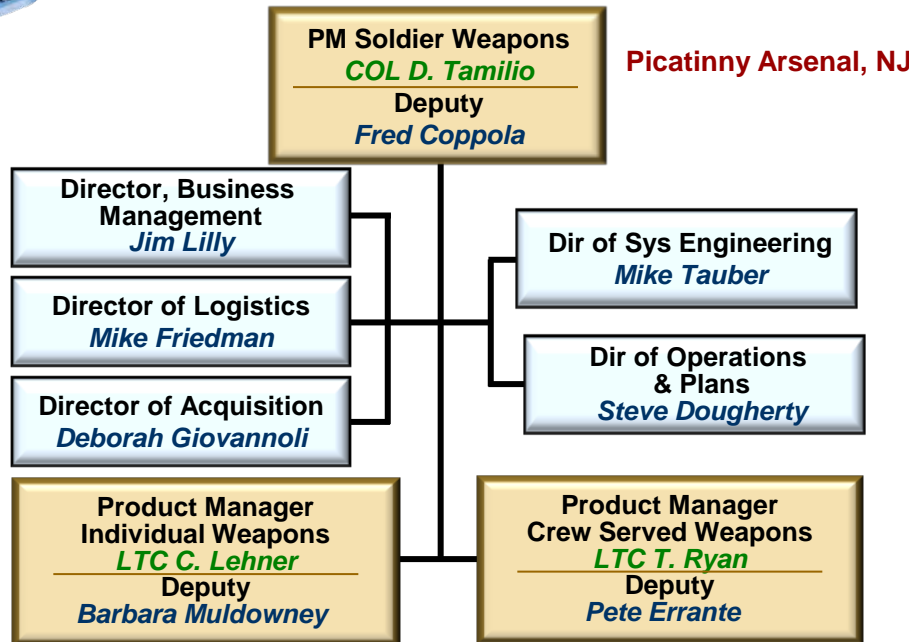 PM Soldier Weapons
COL D. Tamilio
Deputy
Fred Coppola
Picatinny Arsenal, NJ
Director, Business
Management
Jim Lilly
Director of Logistics
Mike Friedman
Director of Acquisition
Deborah Giovannoli
Dir of Sys Engineering
Mike Tauber
Dir of Operations
& Plans
Steve Dougherty
Product Manager
Individual Weapons
LTC C. Lehner
Deputy
Barbara Muldowney
Product Manager
Crew Served Weapons
LTC T. Ryan
Deputy
Pete Errante